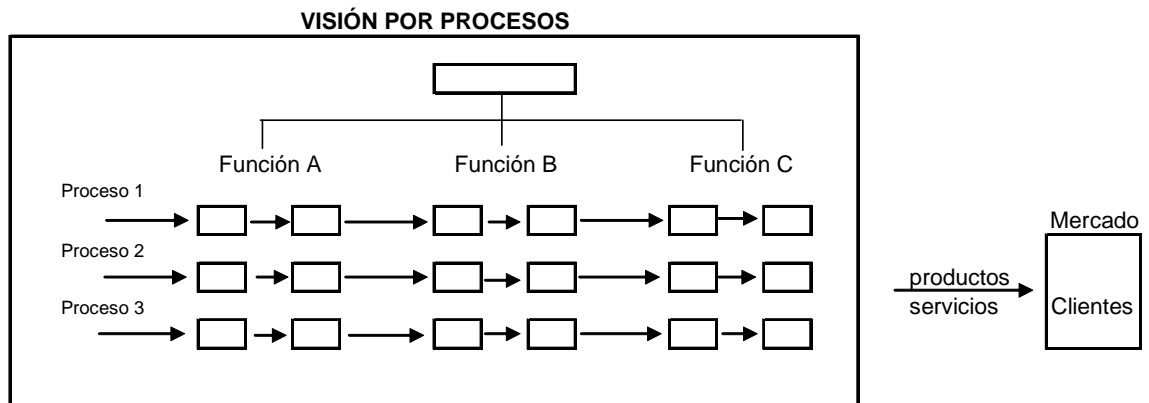 VISIÓN POR PROCESOS
Función A Función B Función C
Proceso 1
Proceso 2
Proceso 3
productos
servicios
Mercado
Clientes